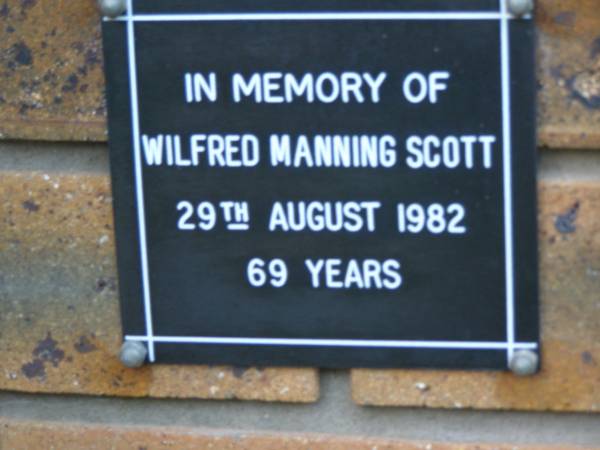 IN MEMORY OF
WILFRED MANNING SCOTT
29TH AUGUST 1982
69 YEARS